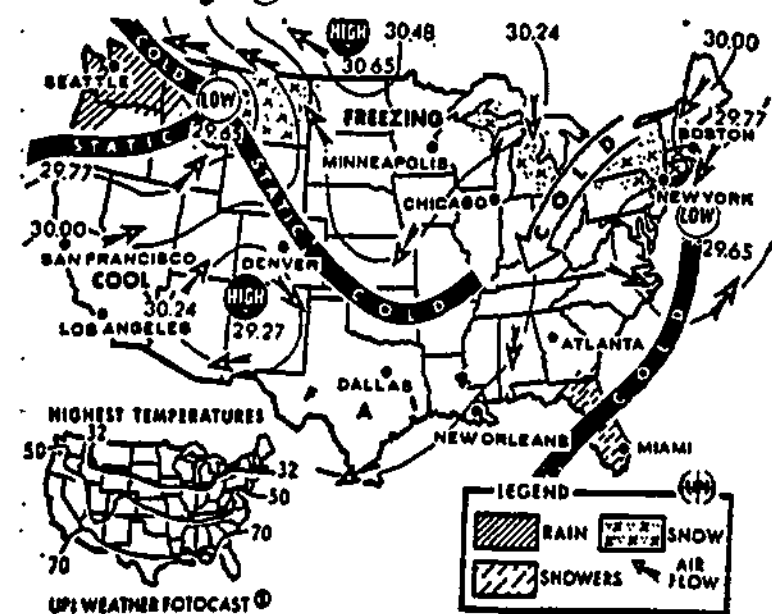 HIGH 30.48 30.24 30.00
COLD
30.65
SEATTLE
LOW
FREEZING
29.77
BOSTON
29.65
COLD
STATIC
MINNEAPOLIS
29.77
STATIC
CHICAGO
NEW YORK
LOW
30.00
29.65
SAN FRANCISCO
DENVER
COOL
HIGH
COLD
30.24
LOS ANGELES
29.27
ATLANTA
COLD
DALLAS
NEW ORLEANS
MIAMI
HIGHEST TEMPERATURES
32
50
32
50
70
70
UPI WEATHER FOTOCAST
LEGEND
RAIN SNOW
SHOWERS AIR FLOW